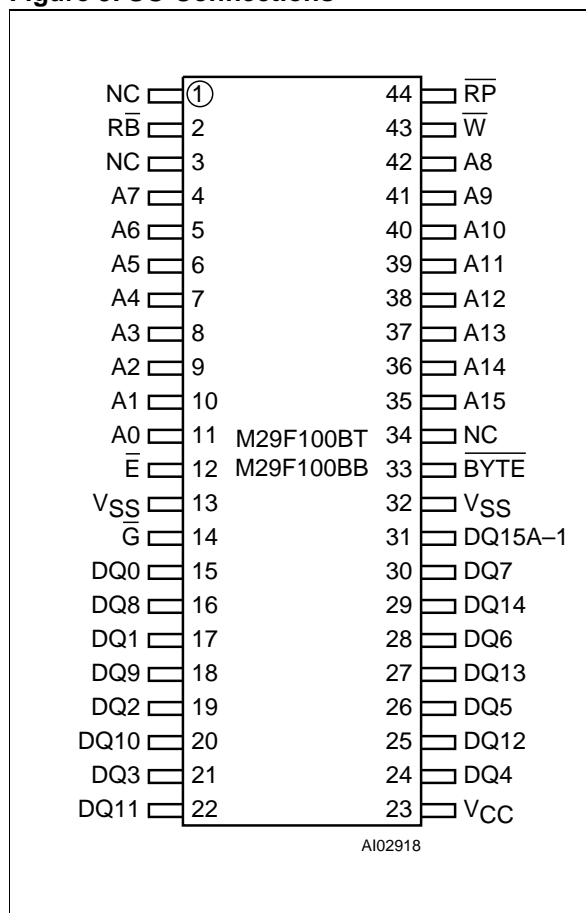 Figure 3. SO Connections
NC 1 44 R̅P̅
RB̅ 2 43 W̅
NC 3 42 A8
A7 4 41 A9
A6 5 40 A10
A5 6 39 A11
A4 7 38 A12
A3 8 37 A13
A2 9 36 A14
A1 10 35 A15
A0 11 M29F100BT 34 NC
E̅ 12 M29F100BB 33 B̅Y̅T̅E̅
VSS 13 32 VSS
G̅ 14 31 DQ15A–1
DQ0 15 30 DQ7
DQ8 16 29 DQ14
DQ1 17 28 DQ6
DQ9 18 27 DQ13
DQ2 19 26 DQ5
DQ10 20 25 DQ12
DQ3 21 24 DQ4
DQ11 22 23 VCC
AI02918